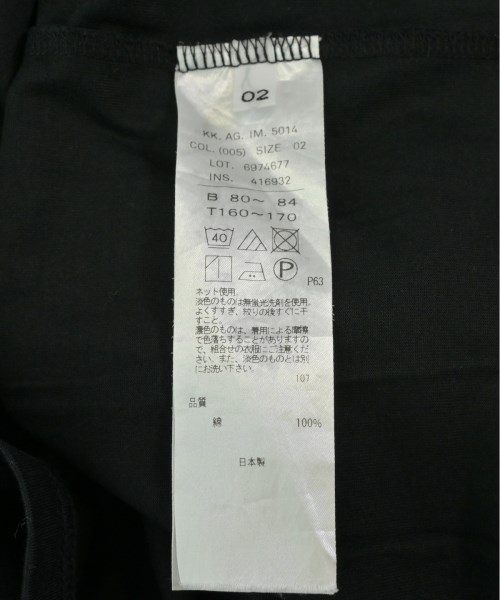 02
KK. AG. IM. 5014
COL. (005) SIZE 02
LOT. 6974677
INS. 416932
B 80～ 84
T160～170
40
P
P63
ネット使用
淡色のものは無蛍光洗剤を使用。
よくすすぎ、絞りの後すぐに干
すこと。
濃色のものは、着用による摩擦
で色落ちすることがありますの
で、組合せの衣服にご注意くだ
さい。また、淡色のものとは別
にお洗い下さい。
107
品質
綿 100%
日本製